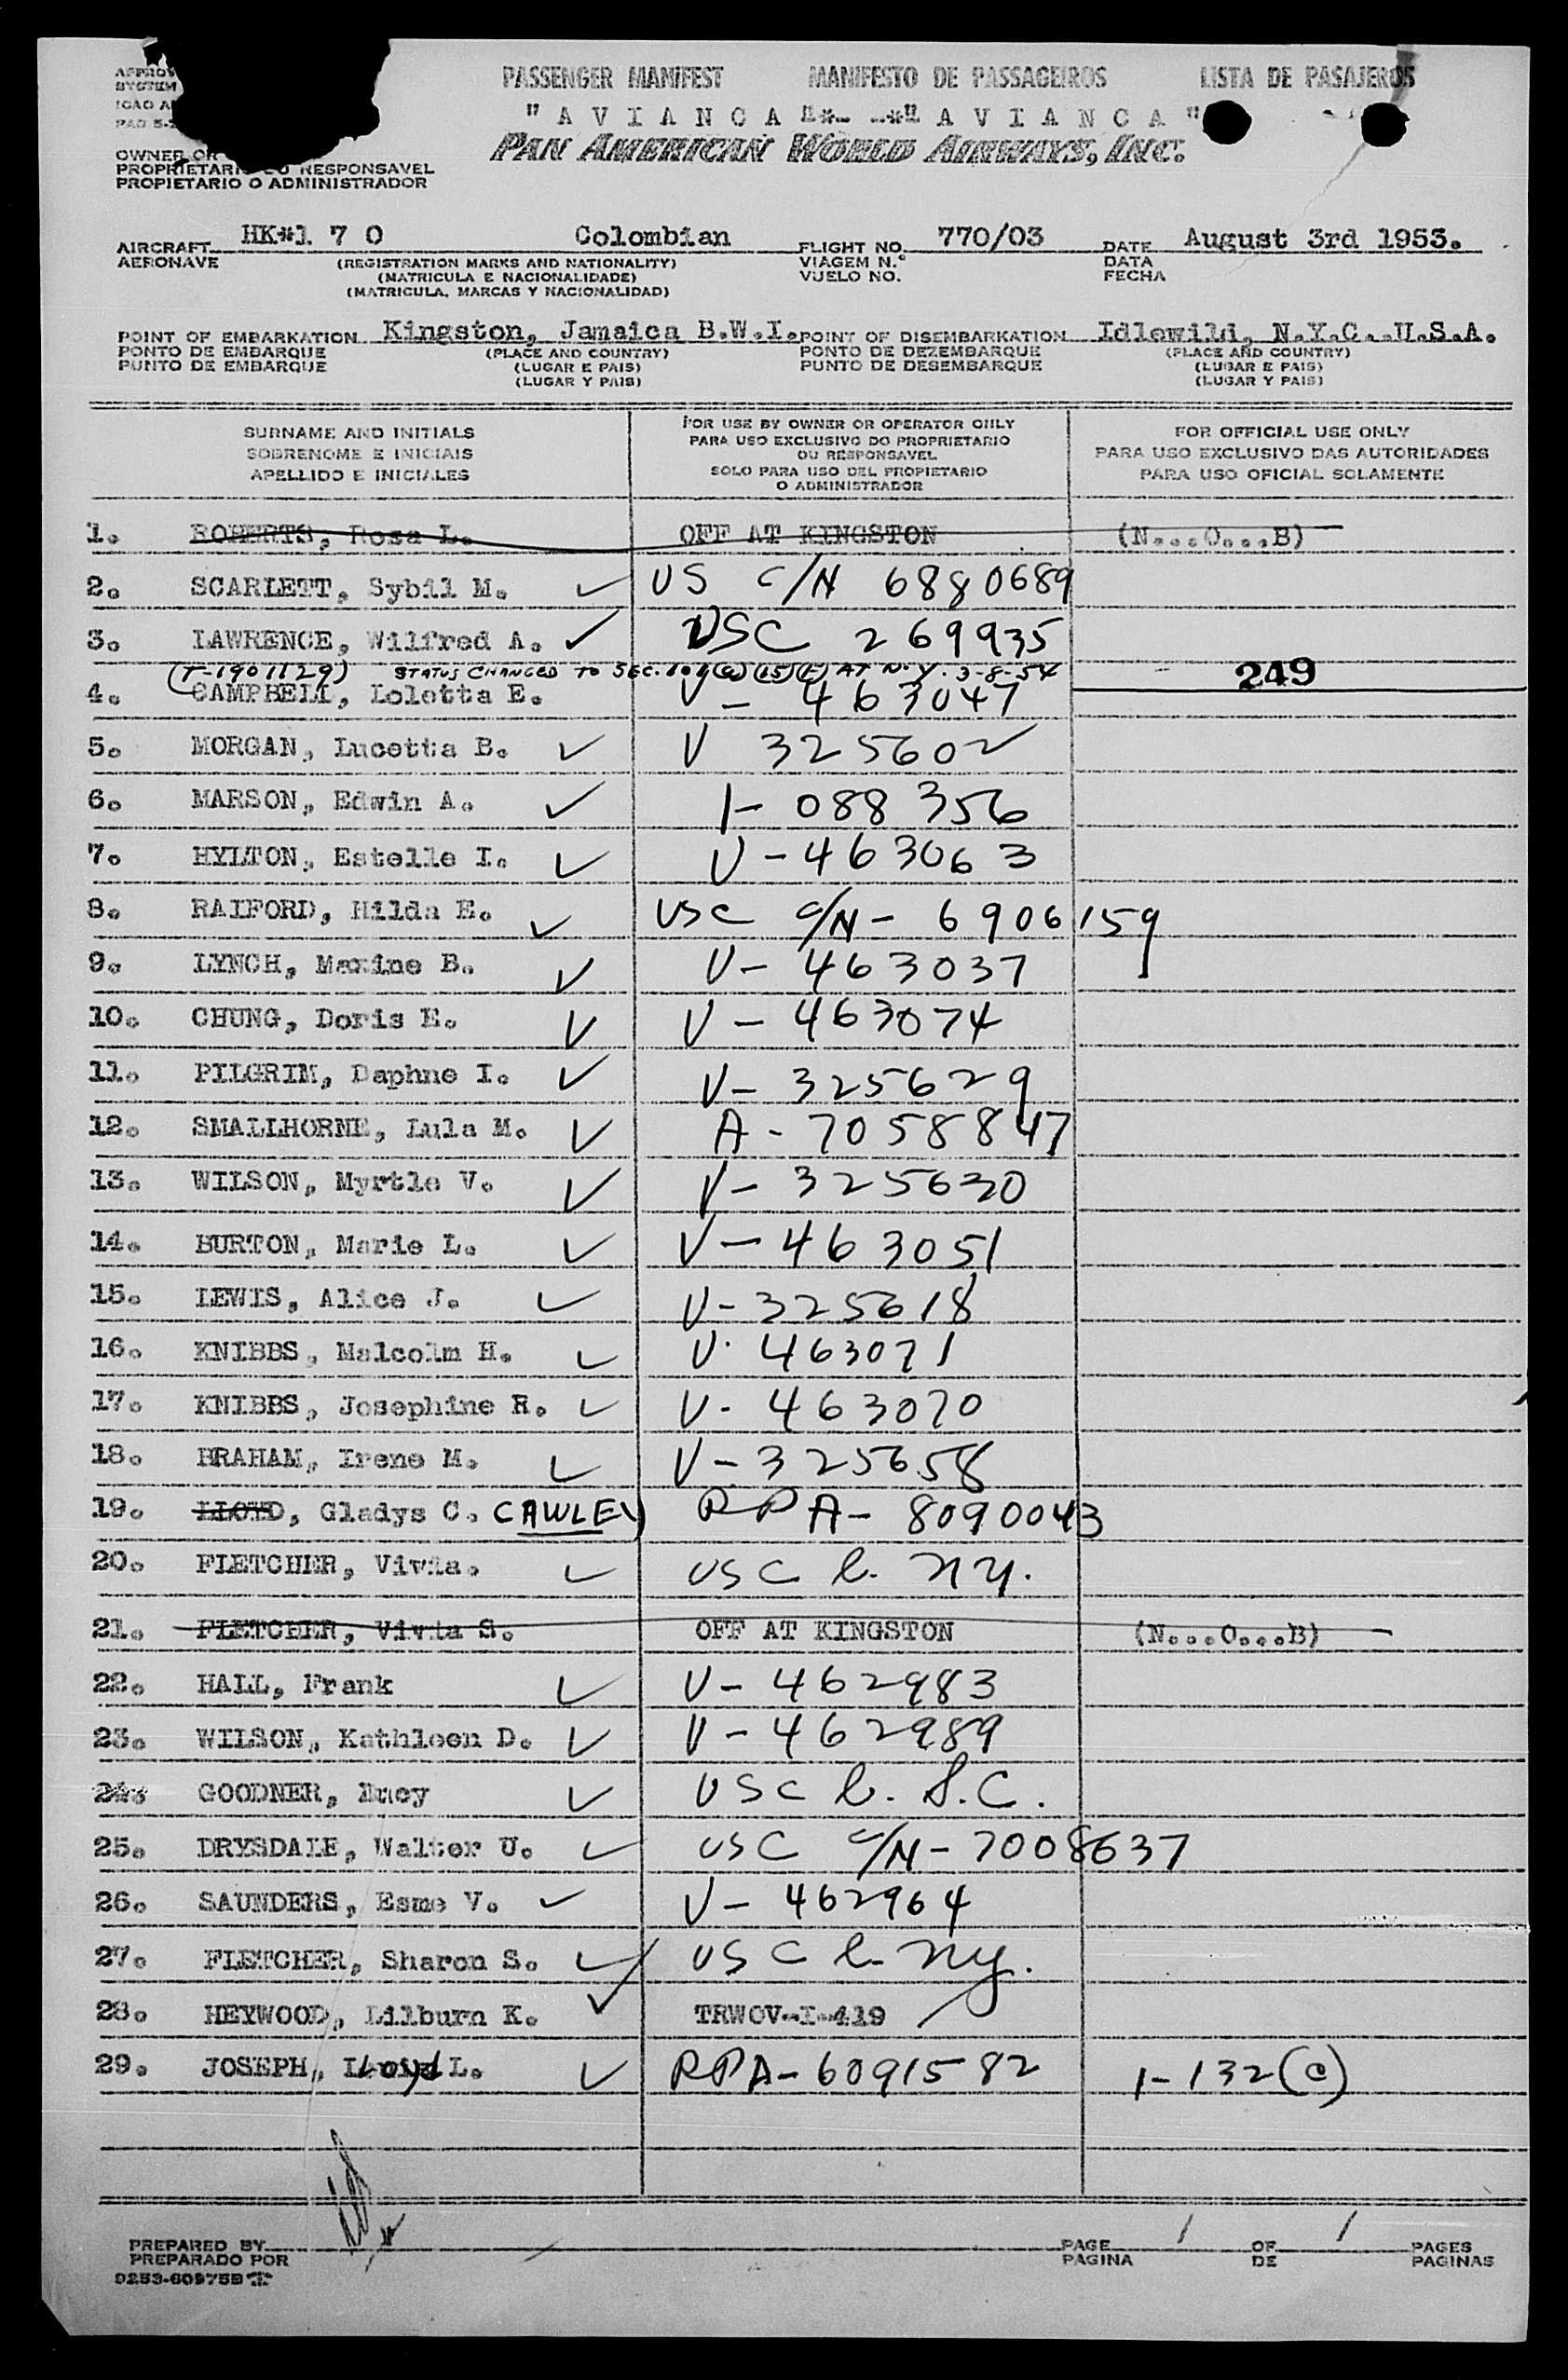 PASSENGER MANIFEST MANIFESTO DE PASSAGEIROS LISTA DE PASAJEROS
"AVIANCA"*- -*"AVIANCA"
PAN AMERICAN WORLD AIRWAYS, INC.
SYSTEM
OWNER OR
RESPONSAVEL
PROPIETARIO O ADMINISTRADOR
AIRCRAFT HK*1 7 0 Colombian FLIGHT NO. 770/03 DATE August 3rd 1953.
AERONAVE (REGISTRATION MARKS AND NATIONALITY) VIAGEM N.º DATA
(MATRICULA E NACIONALIDADE) VUELO NO. FECHA
(MATRICULA, MARCAS Y NACIONALIDAD)
POINT OF EMBARKATION Kingston, Jamaica B.W.I. POINT OF DISEMBARKATION Idlewild, N.Y.C. U.S.A.
PONTO DE EMBARQUE (PLACE AND COUNTRY) PONTO DE DEZEMBARQUE (PLACE AND COUNTRY)
PUNTO DE EMBARQUE (LUGAR E PAIS) PUNTO DE DESEMBARQUE (LUGAR E PAIS)
(LUGAR Y PAIS) (LUGAR Y PAIS)
SURNAME AND INITIALS
SOBRENOME E INICIAIS
APELLIDO E INICIALES
FOR USE BY OWNER OR OPERATOR ONLY
PARA USO EXCLUSIVO DO PROPRIETARIO
OU RESPONSAVEL
SOLO PARA USO DEL PROPIETARIO
O ADMINISTRADOR
FOR OFFICIAL USE ONLY
PARA USO EXCLUSIVO DAS AUTORIDADES
PARA USO OFICIAL SOLAMENTE
1. ROBERTS, Rosa L. OFF AT KINGSTON (N...O...B)
2. SCARLETT, Sybil M. ✓ US C/N 6880689
3. LAWRENCE, Wilfred A. ✓ USC 269935
(T-1901129) STATUS CHANGED TO SEC. 101(a)(15)(F) AT N.Y. 3-8-54 249
4. CAMPBELL, Loletta E. V- 463047
5. MORGAN, Lucetta B. ✓ V 325602
6. MARSON, Edwin A. ✓ I- 088356
7. HYLTON, Estelle I. ✓ V-463063
8. RAIFORD, Hilda E. ✓ USC C/N- 6906159
9. LYNCH, Maxine B. ✓ V- 463037
10. CHUNG, Doris E. ✓ V- 463074
11. PILGRIM, Daphne I. ✓ V- 325629
12. SMALLHORNE, Lula M. ✓ A- 7058847
13. WILSON, Myrtle V. ✓ V- 325630
14. BURTON, Marie L. ✓ V-463051
15. LEWIS, Alice J. ✓ V-325618
16. KNIBBS, Malcolm H. ✓ V. 463071
17. KNIBBS, Josephine R. ✓ V. 463070
18. BRAHAM, Irene M. ✓ V-325658
19. LLOYD, Gladys C. CAWLEY RPA- 8090043
20. FLETCHER, Vivia. ✓ USC b. NY.
21. FLETCHER, Vivia S. OFF AT KINGSTON (N...O...B)
22. HALL, Frank ✓ V- 462983
23. WILSON, Kathleen D. ✓ V- 462989
24. GOODNER, Lucy ✓ USC b. S.C.
25. DRYSDALE, Walter U. ✓ USC C/N-7008637
26. SAUNDERS, Esme V. ✓ V- 462964
27. FLETCHER, Sharon S. ✓ USC b- NY.
28. HEYWOOD, Lilburn K. ✓ TRWOV-I-419
29. JOSEPH, Loyd L. ✓ RPA-6091582 I-132(c)
PREPARED BY PAGE 1 OF 1 PAGES
PREPARADO POR PAGINA DE PAGINAS